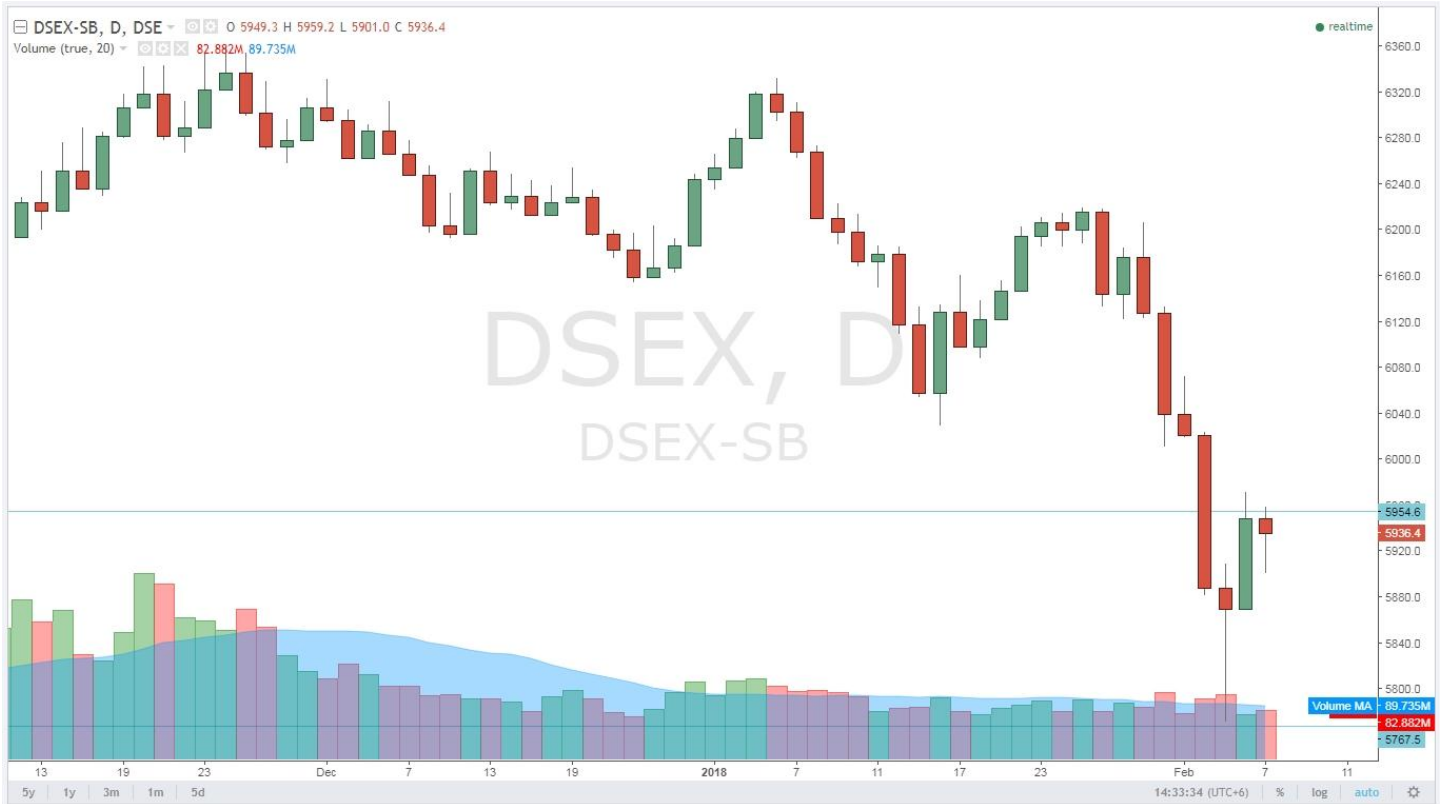 DSEX-SB, D, DSE O 5949.3 H 5959.2 L 5901.0 C 5936.4
realtime
Volume (true, 20) 82.882M 89.735M
6360.0
6320.0
6280.0
6240.0
6200.0
6160.0
6120.0
6080.0
6040.0
6000.0
5954.6
5936.4
5920.0
5880.0
5840.0
5800.0
Volume MA 89.735M
82.882M
5767.5
DSEX, D
DSEX-SB
13 19 23 Dec 7 13 19 2018 7 11 17 23 Feb 7 11
5y 1y 3m 1m 5d 14:33:34 (UTC+6) % log auto